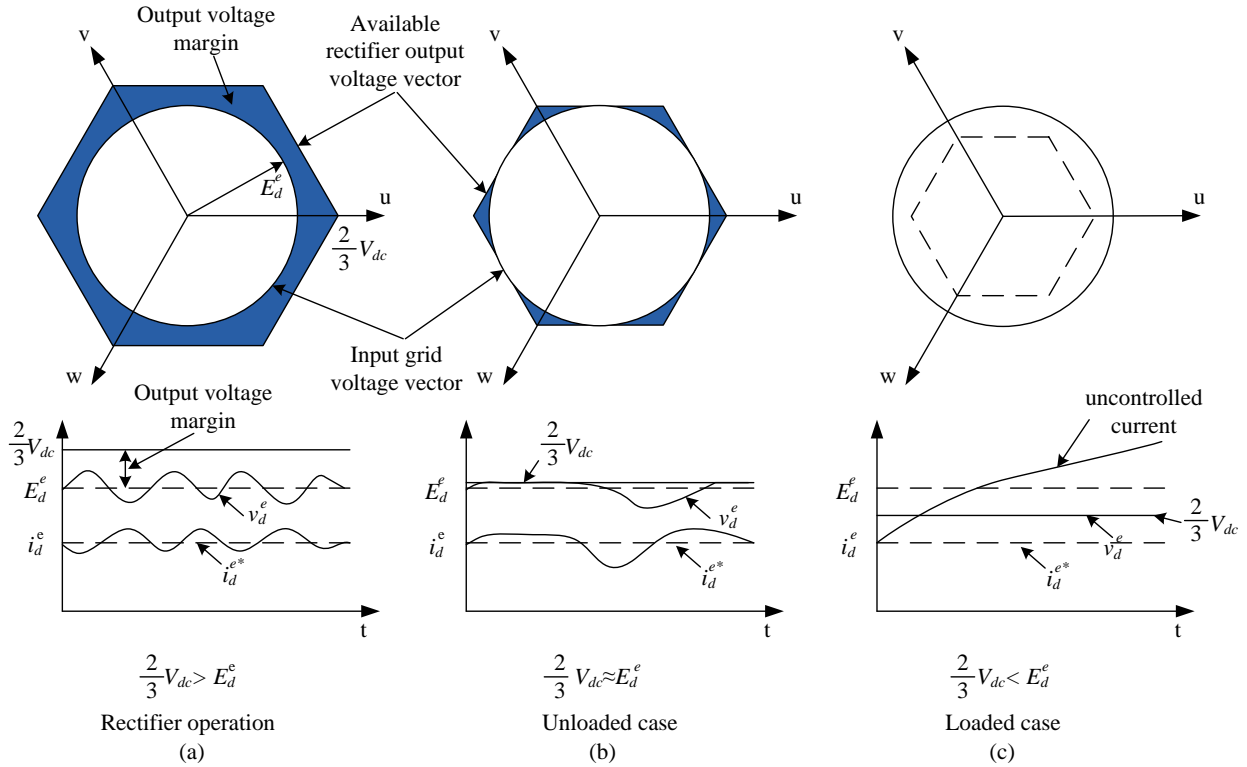 Output voltage
margin
v
Available
rectifier output
voltage vector
E_d^e
u
2/3 V_dc
w
Input grid
voltage vector
v
u
w
v
u
w
Output voltage
margin
2/3 V_dc
E_d^e
v_d^e
i_d^e
i_d^e*
t
2/3 V_dc > E_d^e
Rectifier operation
(a)
2/3 V_dc
E_d^e
v_d^e
i_d^e
i_d^e*
t
2/3 V_dc ≈ E_d^e
Unloaded case
(b)
uncontrolled
current
E_d^e
2/3 V_dc
v_d^e
i_d^e
i_d^e*
t
2/3 V_dc < E_d^e
Loaded case
(c)